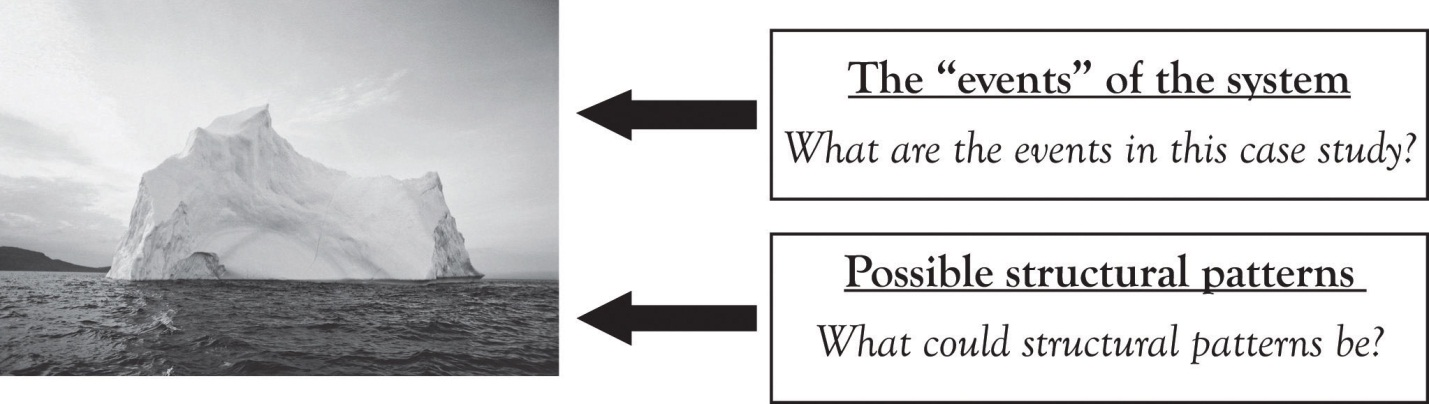 The “events” of the system
What are the events in this case study?
Possible structural patterns
What could structural patterns be?